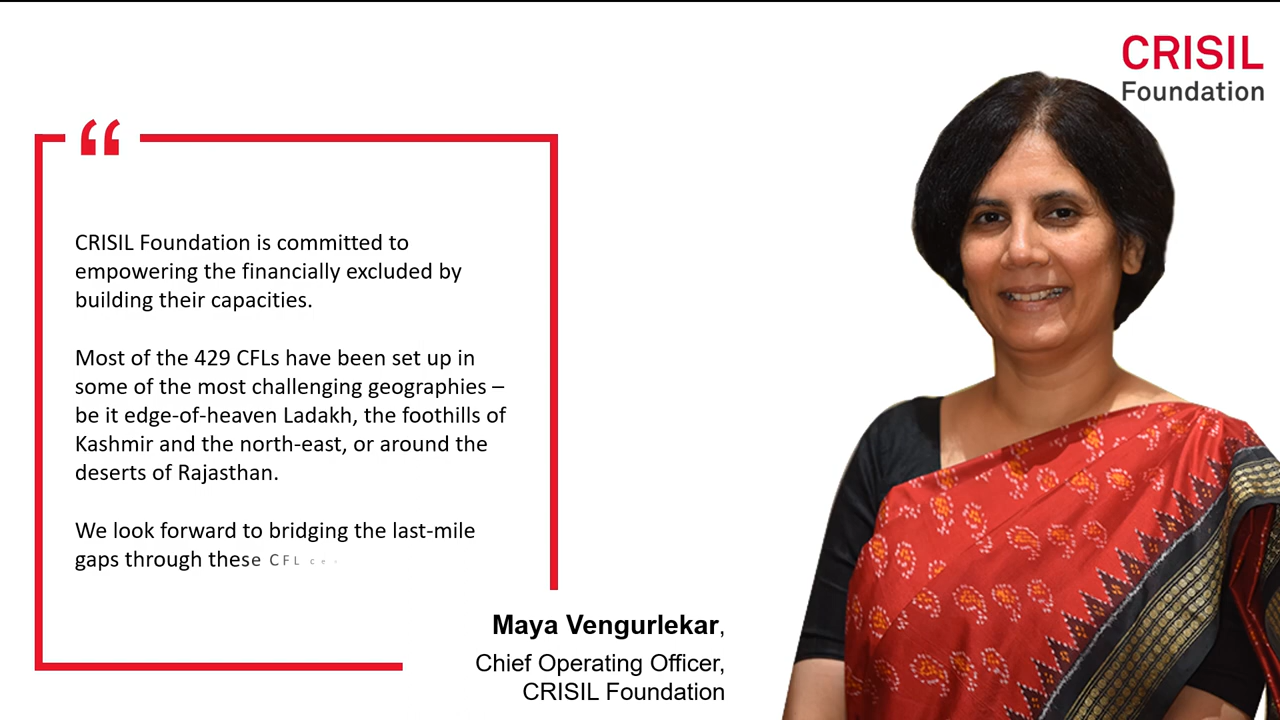 CRISIL
Foundation
“
CRISIL Foundation is committed to
empowering the financially excluded by
building their capacities.
Most of the 429 CFLs have been set up in
some of the most challenging geographies –
be it edge-of-heaven Ladakh, the foothills of
Kashmir and the north-east, or around the
deserts of Rajasthan.
We look forward to bridging the last-mile
gaps through these CFL
Maya Vengurlekar,
Chief Operating Officer,
CRISIL Foundation